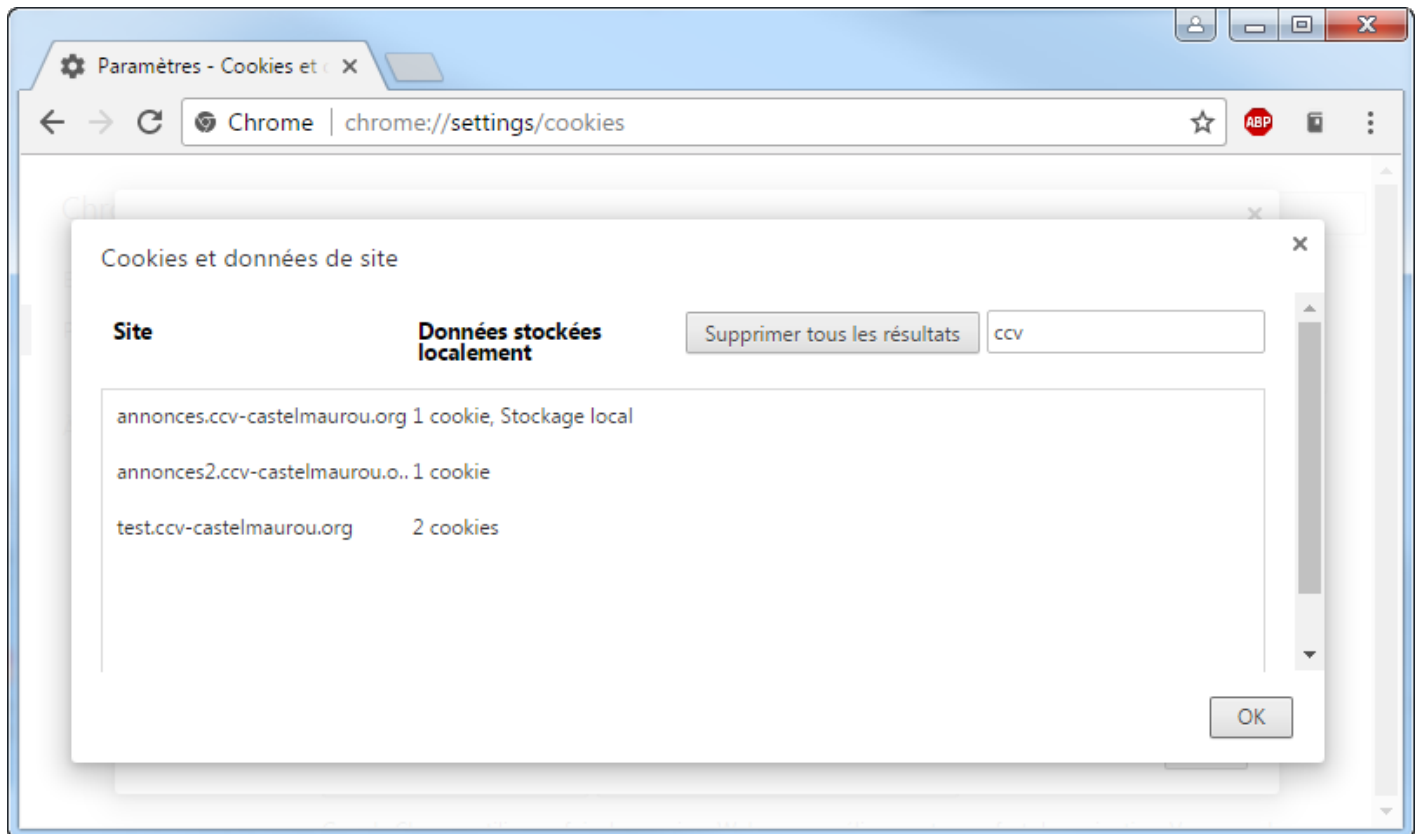 Paramètres - Cookies et
Chrome | chrome://settings/cookies
ABP
Chr
Cookies et données de site
Site
Données stockées
localement
Supprimer tous les résultats
ccv
annonces.ccv-castelmaurou.org 1 cookie, Stockage local
annonces2.ccv-castelmaurou.o.. 1 cookie
test.ccv-castelmaurou.org 2 cookies
OK